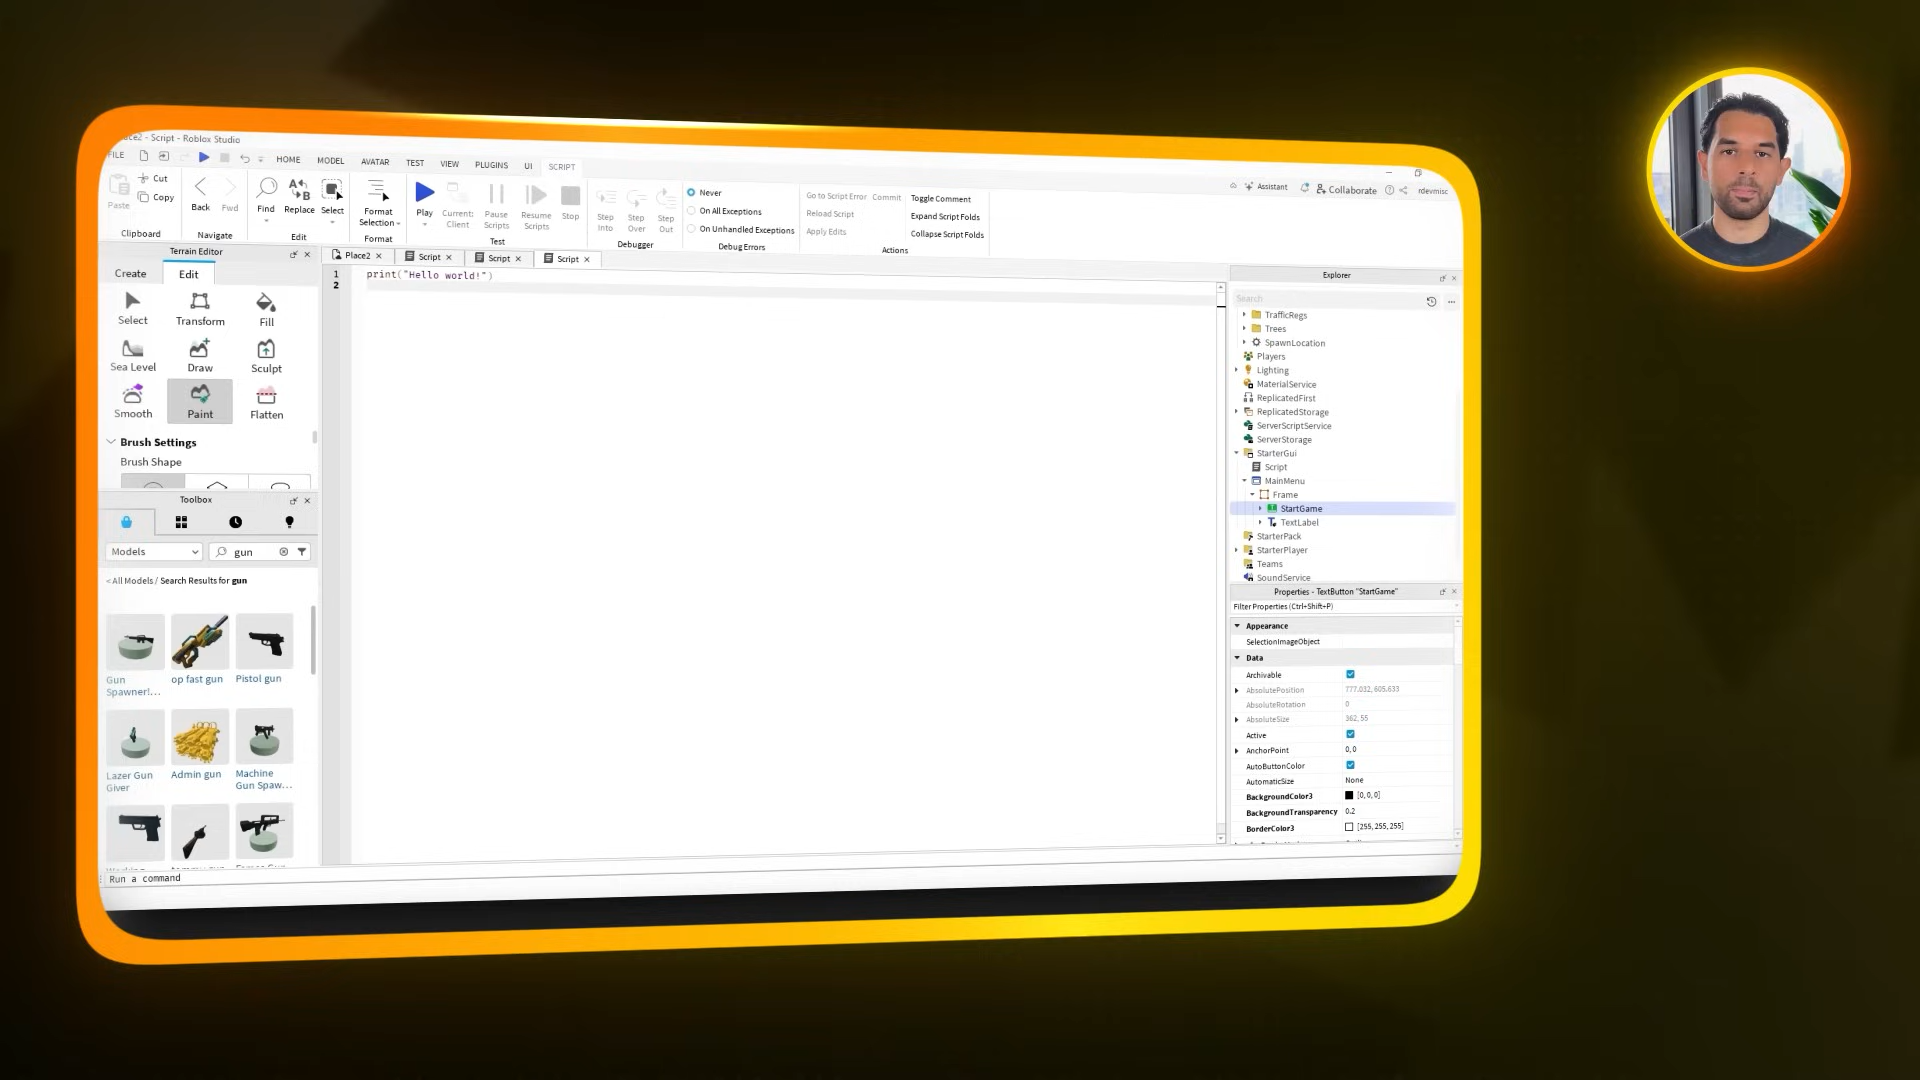 ace2 - Script - Roblox Studio
FILE HOME MODEL AVATAR TEST VIEW PLUGINS UI SCRIPT
Assistant Collaborate rdevmisc
Paste Cut Copy
Clipboard
Back Fwd
Navigate
Find Replace Select
Edit
Format Selection
Format
Play Current: Client Pause Scripts Resume Scripts Stop
Test
Step Into Step Over Step Out
Debugger
Never
On All Exceptions
On Unhandled Exceptions
Debug Errors
Go to Script Error Commit
Reload Script
Apply Edits
Toggle Comment
Expand Script Folds
Collapse Script Folds
Actions
Terrain Editor
Create Edit
Select Transform Fill
Sea Level Draw Sculpt
Smooth Paint Flatten
Brush Settings
Brush Shape
Toolbox
Models gun
< All Models / Search Results for gun
Gun Spawner!... op fast gun Pistol gun
Lazer Gun Giver Admin gun Machine Gun Spaw...
Run a command
Place2 Script Script Script
1 print("Hello world!")
2
Explorer
Search
TrafficRegs
Trees
SpawnLocation
Players
Lighting
MaterialService
ReplicatedFirst
ReplicatedStorage
ServerScriptService
ServerStorage
StarterGui
Script
MainMenu
Frame
StartGame
TextLabel
StarterPack
StarterPlayer
Teams
SoundService
Properties - TextButton "StartGame"
Filter Properties (Ctrl+Shift+P)
Appearance
SelectionImageObject
Data
Archivable
AbsolutePosition 777.032, 605.633
AbsoluteRotation 0
AbsoluteSize 362, 55
Active
AnchorPoint 0, 0
AutoButtonColor
AutomaticSize None
BackgroundColor3 [0, 0, 0]
BackgroundTransparency 0.2
BorderColor3 [255, 255, 255]